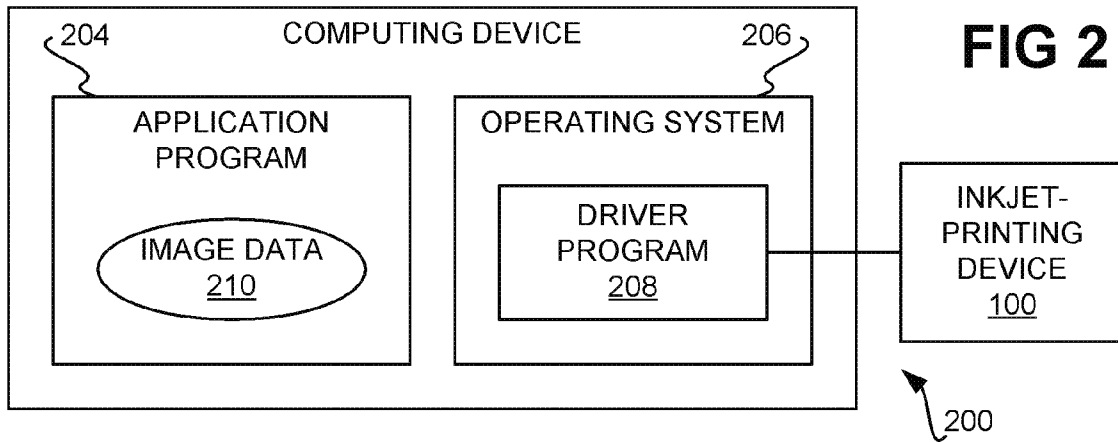 204
COMPUTING DEVICE
206
FIG 2
APPLICATION
PROGRAM
IMAGE DATA
210
OPERATING SYSTEM
DRIVER
PROGRAM
208
INKJET-
PRINTING
DEVICE
100
200